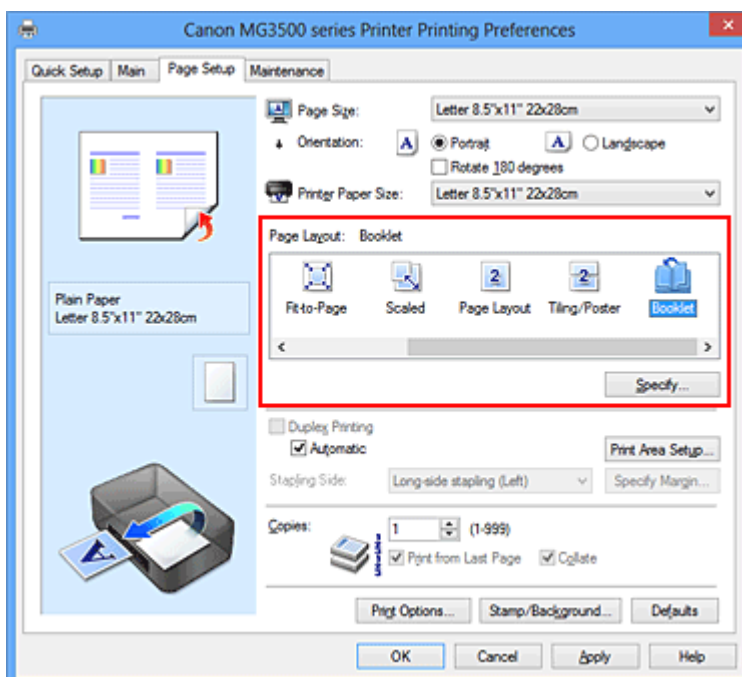 Canon MG3500 series Printer Printing Preferences
Quick Setup Main Page Setup Maintenance
Page Size: Letter 8.5"x11" 22x28cm
Orientation: A Portrait A Landscape
Rotate 180 degrees
Printer Paper Size: Letter 8.5"x11" 22x28cm
Page Layout: Booklet
2 2
Fit-to-Page Scaled Page Layout Tiling/Poster Booklet
Plain Paper
Letter 8.5"x11" 22x28cm
Specify...
Duplex Printing
Automatic Print Area Setup...
Stapling Side: Long-side stapling (Left) Specify Margin...
Copies: 1 (1-999)
Print from Last Page Collate
A
Print Options... Stamp/Background... Defaults
OK Cancel Apply Help